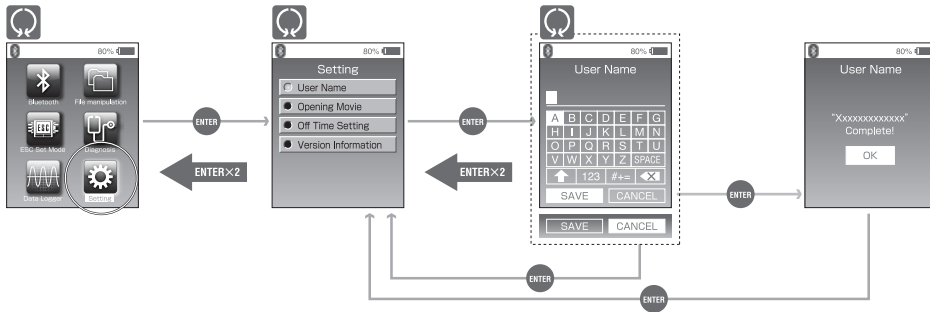 80%
Bluetooth
File manipulation
ESC Set Mode
Diagnosis
Data Logger
Setting
ENTER
ENTER×2
80%
Setting
User Name
Opening Movie
Off Time Setting
Version Information
ENTER
ENTER×2
80%
User Name
A B C D E F G
H I J K L M N
O P Q R S T U
V W X Y Z SPACE
123 #+=
SAVE CANCEL
SAVE CANCEL
ENTER
80%
User Name
"Xxxxxxxxxxxxx"
Complete!
OK
ENTER
ENTER